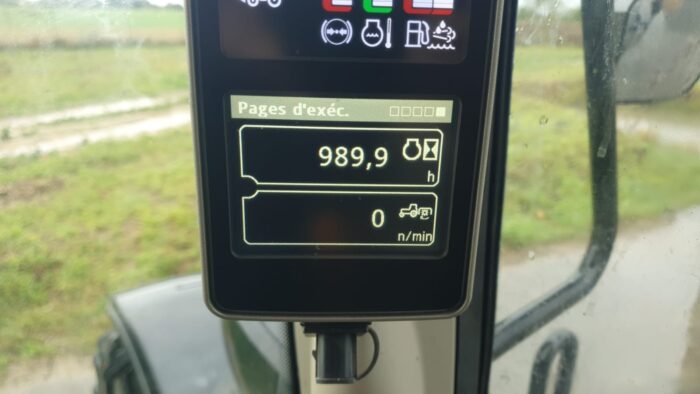 Pages d'exéc.
989,9
h
0
n/min